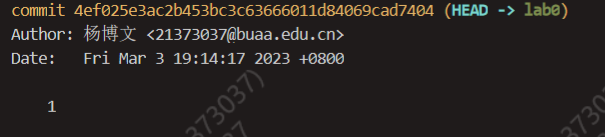 commit 4ef025e3ac2b453bc3c63666011d84069cad7404 (HEAD -> lab0)
Author: 杨博文 <21373037@buaa.edu.cn>
Date:   Fri Mar 3 19:14:17 2023 +0800
1
373037)